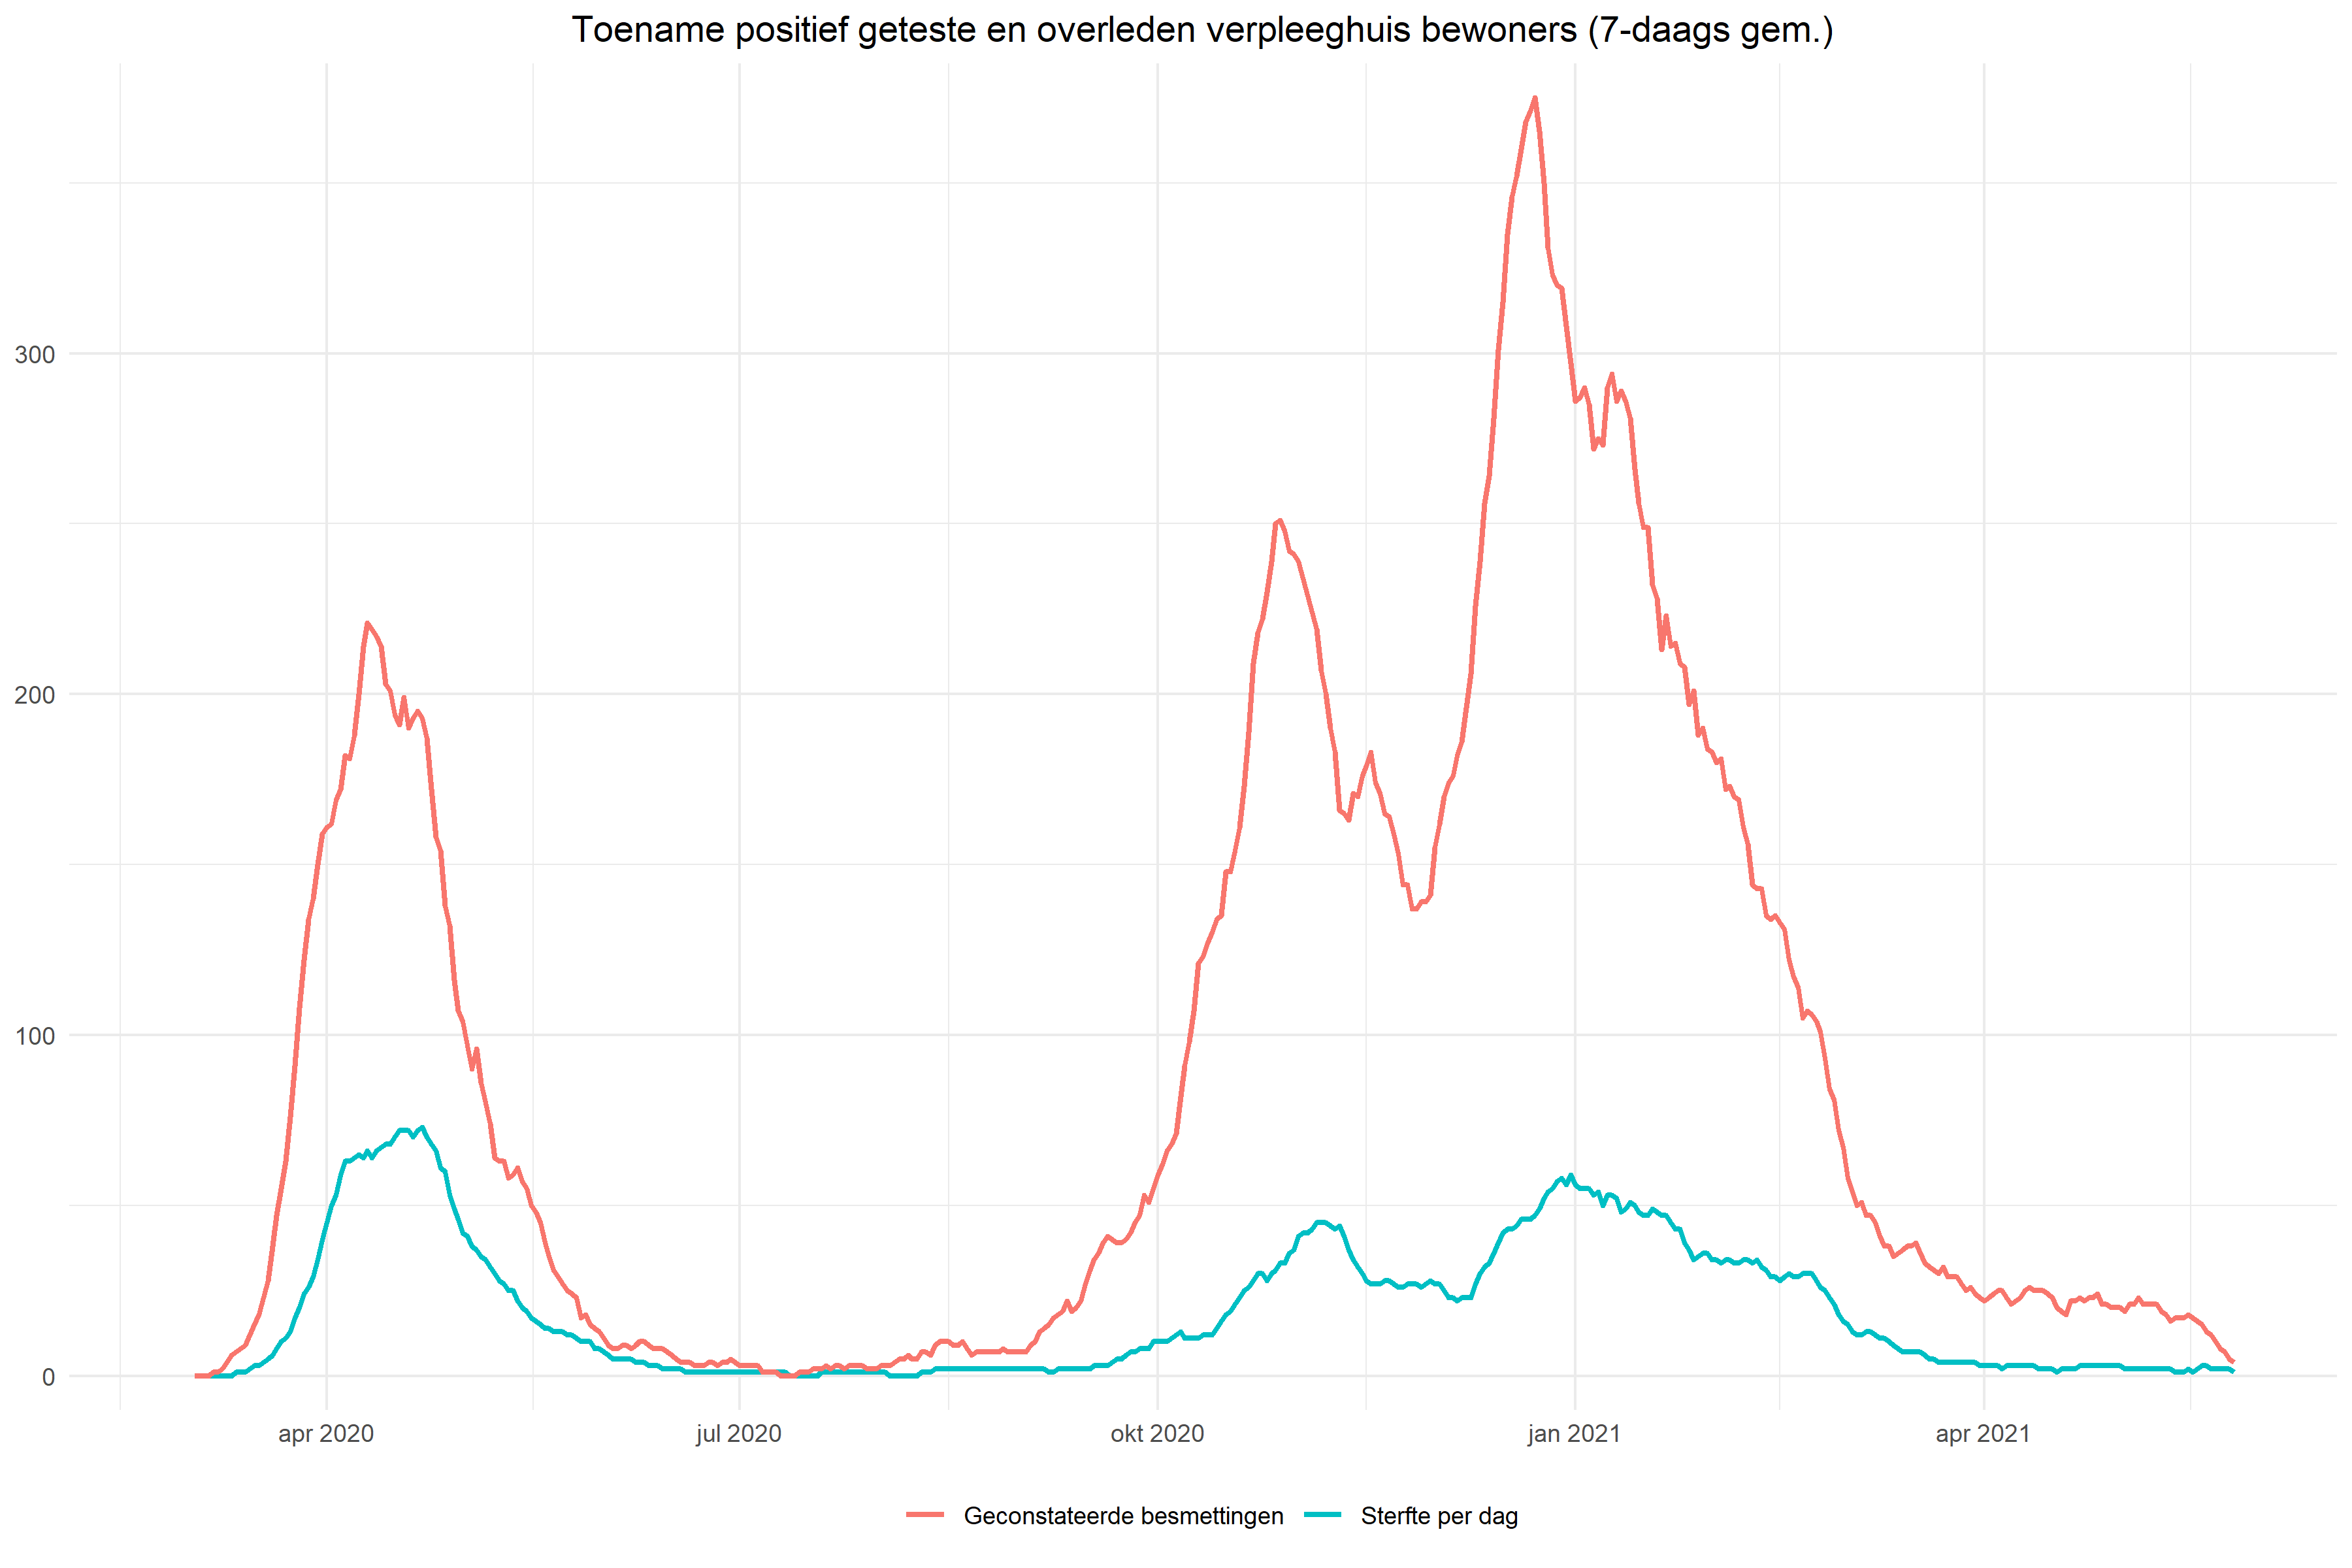 Toename positief geteste en overleden verpleeghuis bewoners (7-daags gem.)
300
200
100
0
apr 2020 jul 2020 okt 2020 jan 2021 apr 2021
Geconstateerde besmettingen Sterfte per dag